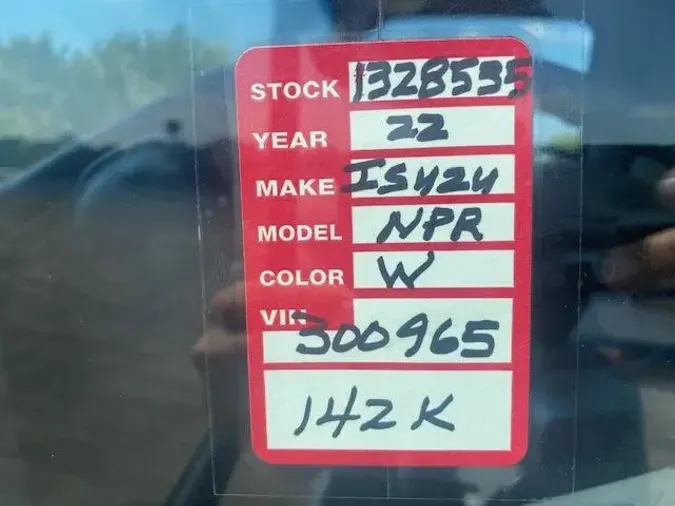 STOCK 1328535
YEAR 22
MAKE ISUZU
MODEL NPR
COLOR W
VIN
300965
142K